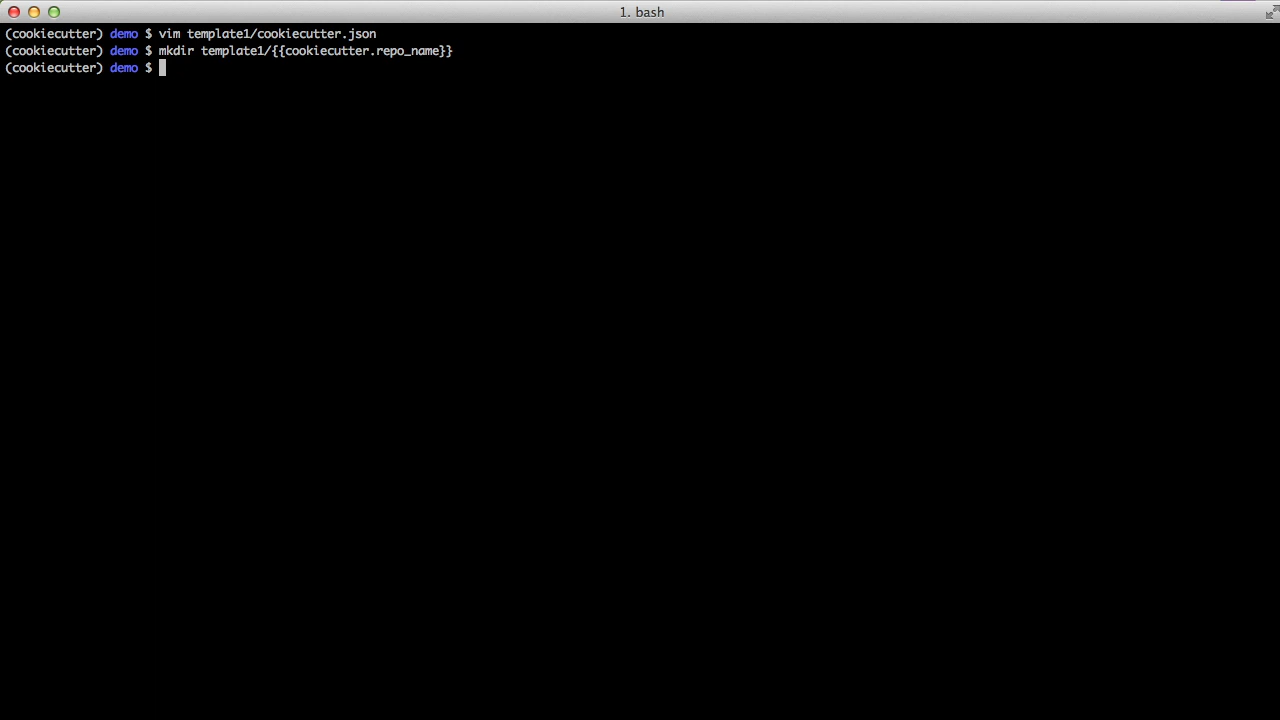 1. bash
(cookiecutter) demo $ vim template1/cookiecutter.json
(cookiecutter) demo $ mkdir template1/{{cookiecutter.repo_name}}
(cookiecutter) demo $